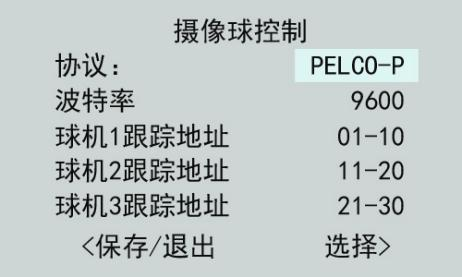 摄像球控制
协议： PELCO-P
波特率 9600
球机1跟踪地址 01-10
球机2跟踪地址 11-20
球机3跟踪地址 21-30
<保存/退出 选择>